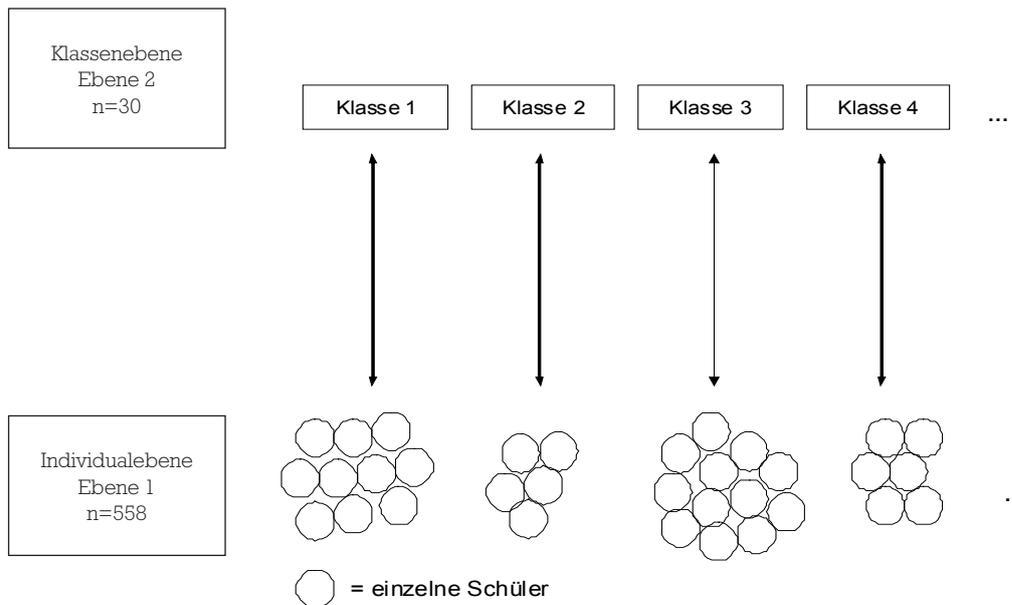 Klassenebene
Ebene 2
n=30
Klasse 1
Klasse 2
Klasse 3
Klasse 4
...
Individualebene
Ebene 1
n=558
.
= einzelne Schüler